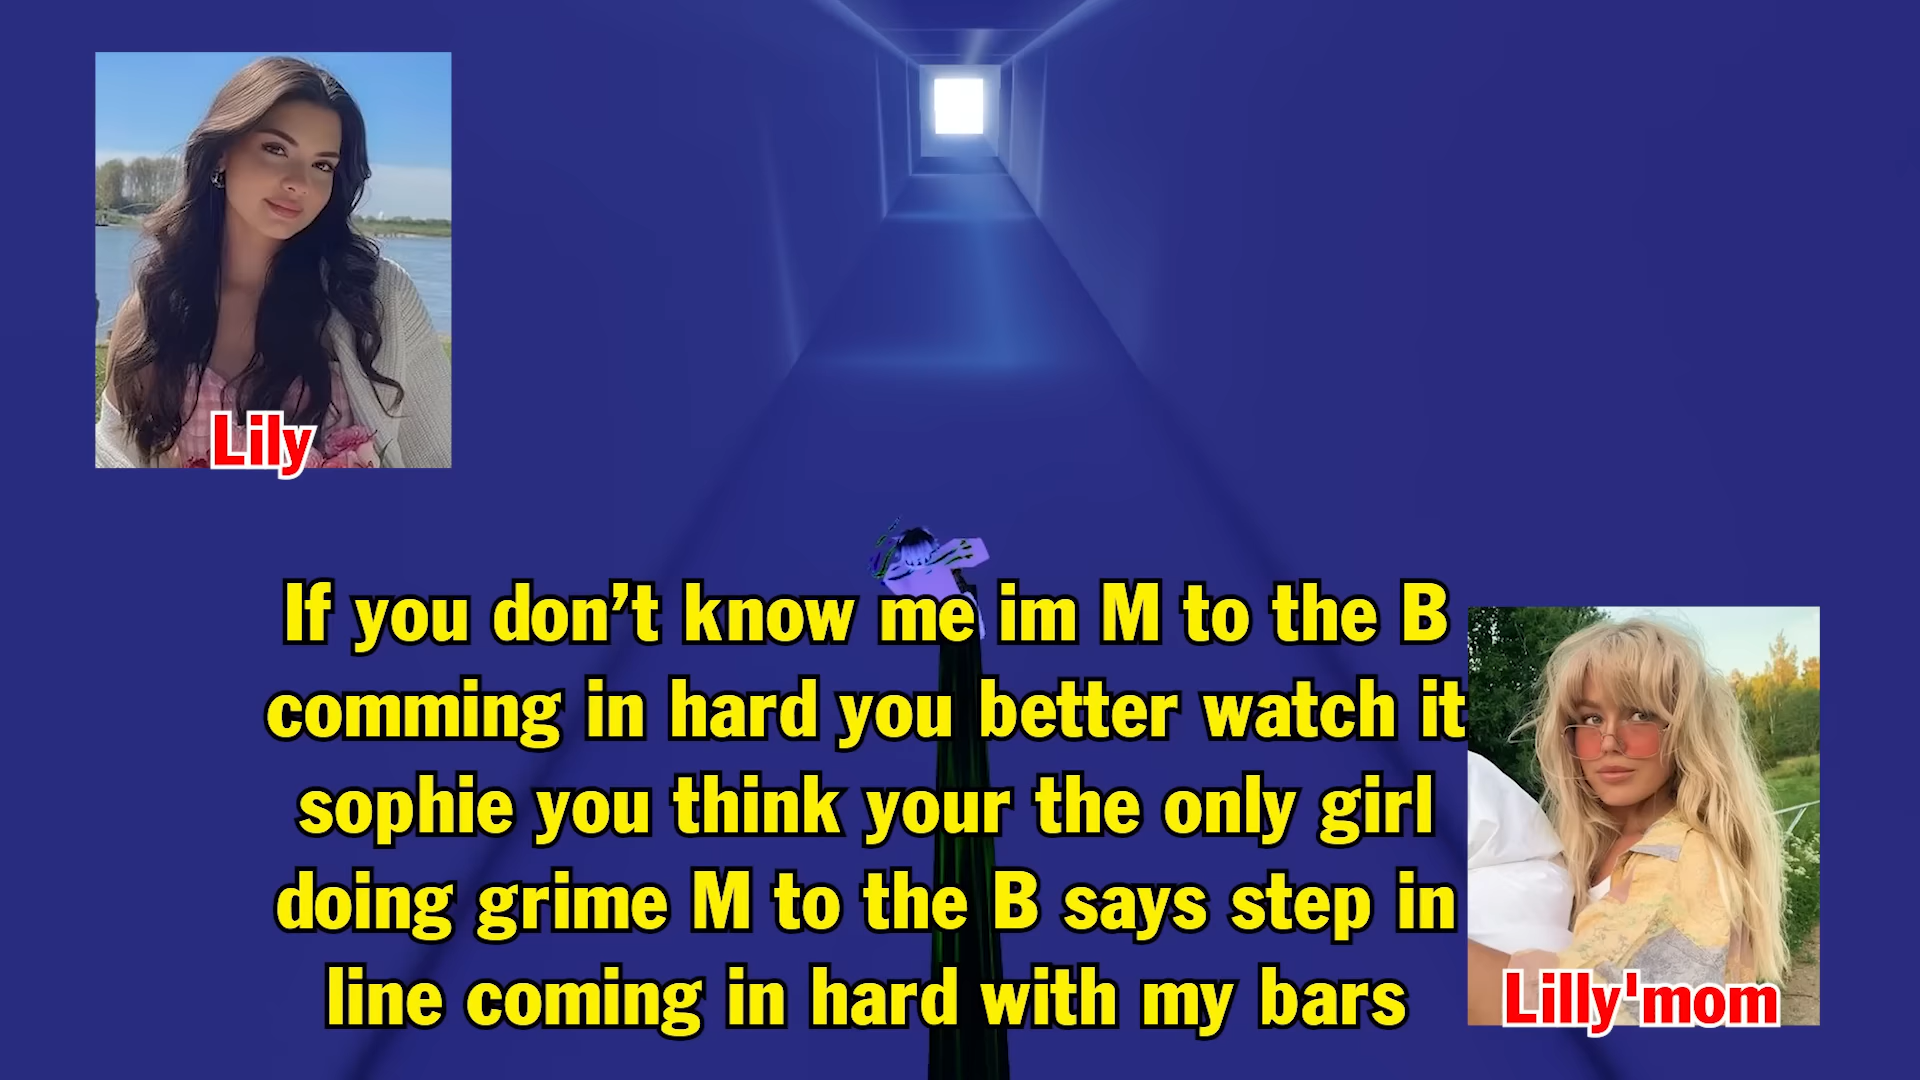 Lily
If you don’t know me im M to the B
comming in hard you better watch it
sophie you think your the only girl
doing grime M to the B says step in
line coming in hard with my bars
Lilly'mom